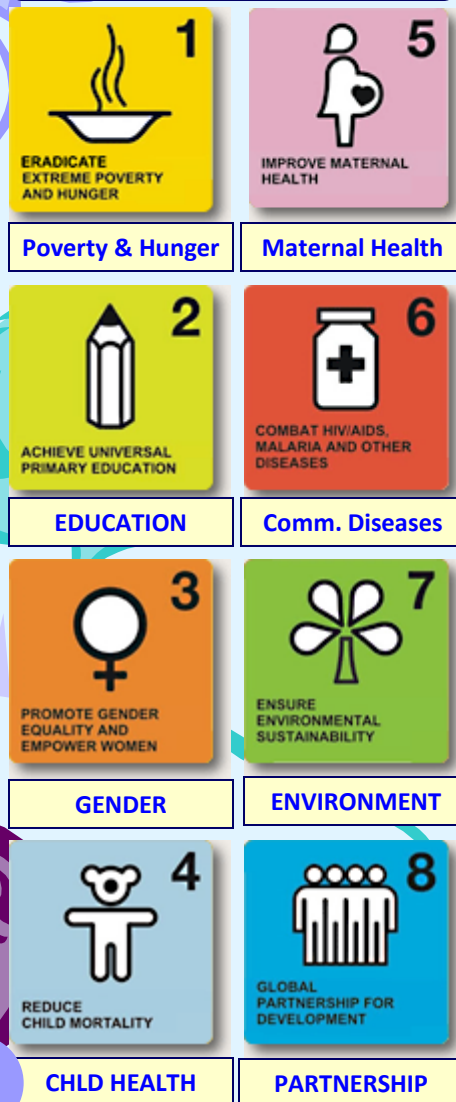 1
ERADICATE
EXTREME POVERTY
AND HUNGER
Poverty & Hunger
5
IMPROVE MATERNAL
HEALTH
Maternal Health
2
ACHIEVE UNIVERSAL
PRIMARY EDUCATION
EDUCATION
6
COMBAT HIV/AIDS,
MALARIA AND OTHER
DISEASES
Comm. Diseases
3
PROMOTE GENDER
EQUALITY AND
EMPOWER WOMEN
GENDER
7
ENSURE
ENVIRONMENTAL
SUSTAINABILITY
ENVIRONMENT
4
REDUCE
CHILD MORTALITY
CHLD HEALTH
8
GLOBAL
PARTNERSHIP FOR
DEVELOPMENT
PARTNERSHIP